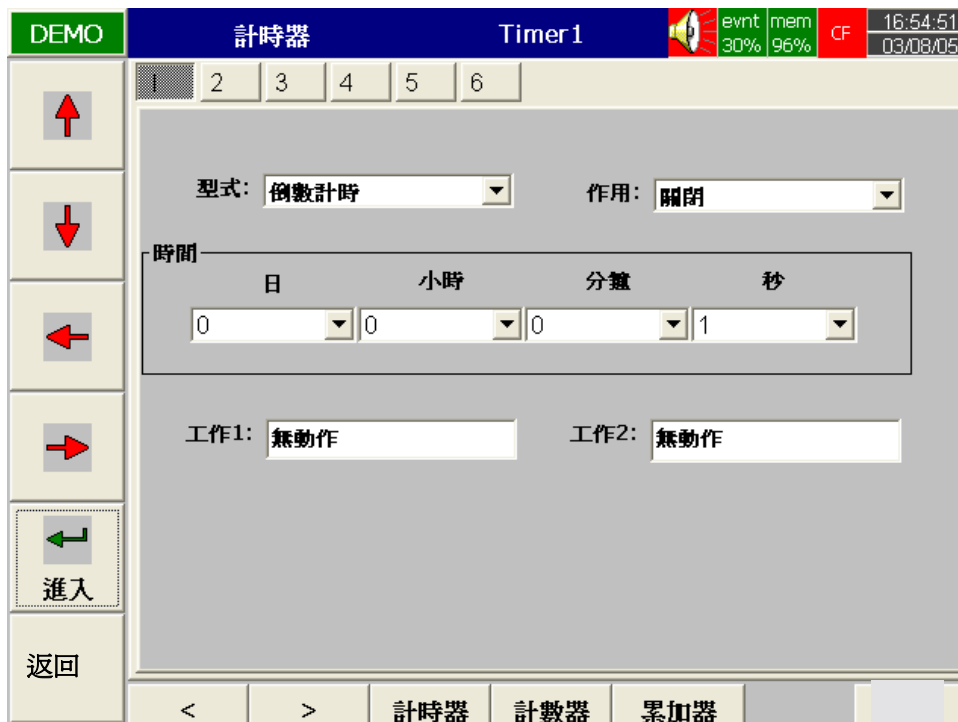 DEMO 計時器 Timer1 evnt 30% mem 96% CF 16:54:51 03/08/05
1 2 3 4 5 6
型式: 倒數計時 作用: 關閉
時間
日 小時 分鐘 秒
0 0 0 1
工作1: 無動作 工作2: 無動作
進入
返回
< > 計時器 計數器 累加器